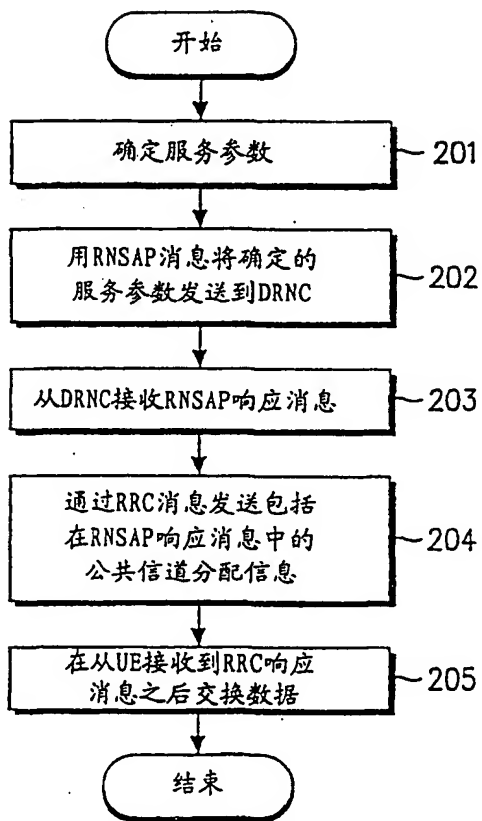 开始
确定服务参数
201
用RNSAP消息将确定的
服务参数发送到DRNC
202
从DRNC接收RNSAP响应消息
203
通过RRC消息发送包括
在RNSAP响应消息中的
公共信道分配信息
204
在从UE接收到RRC响应
消息之后交换数据
205
结束